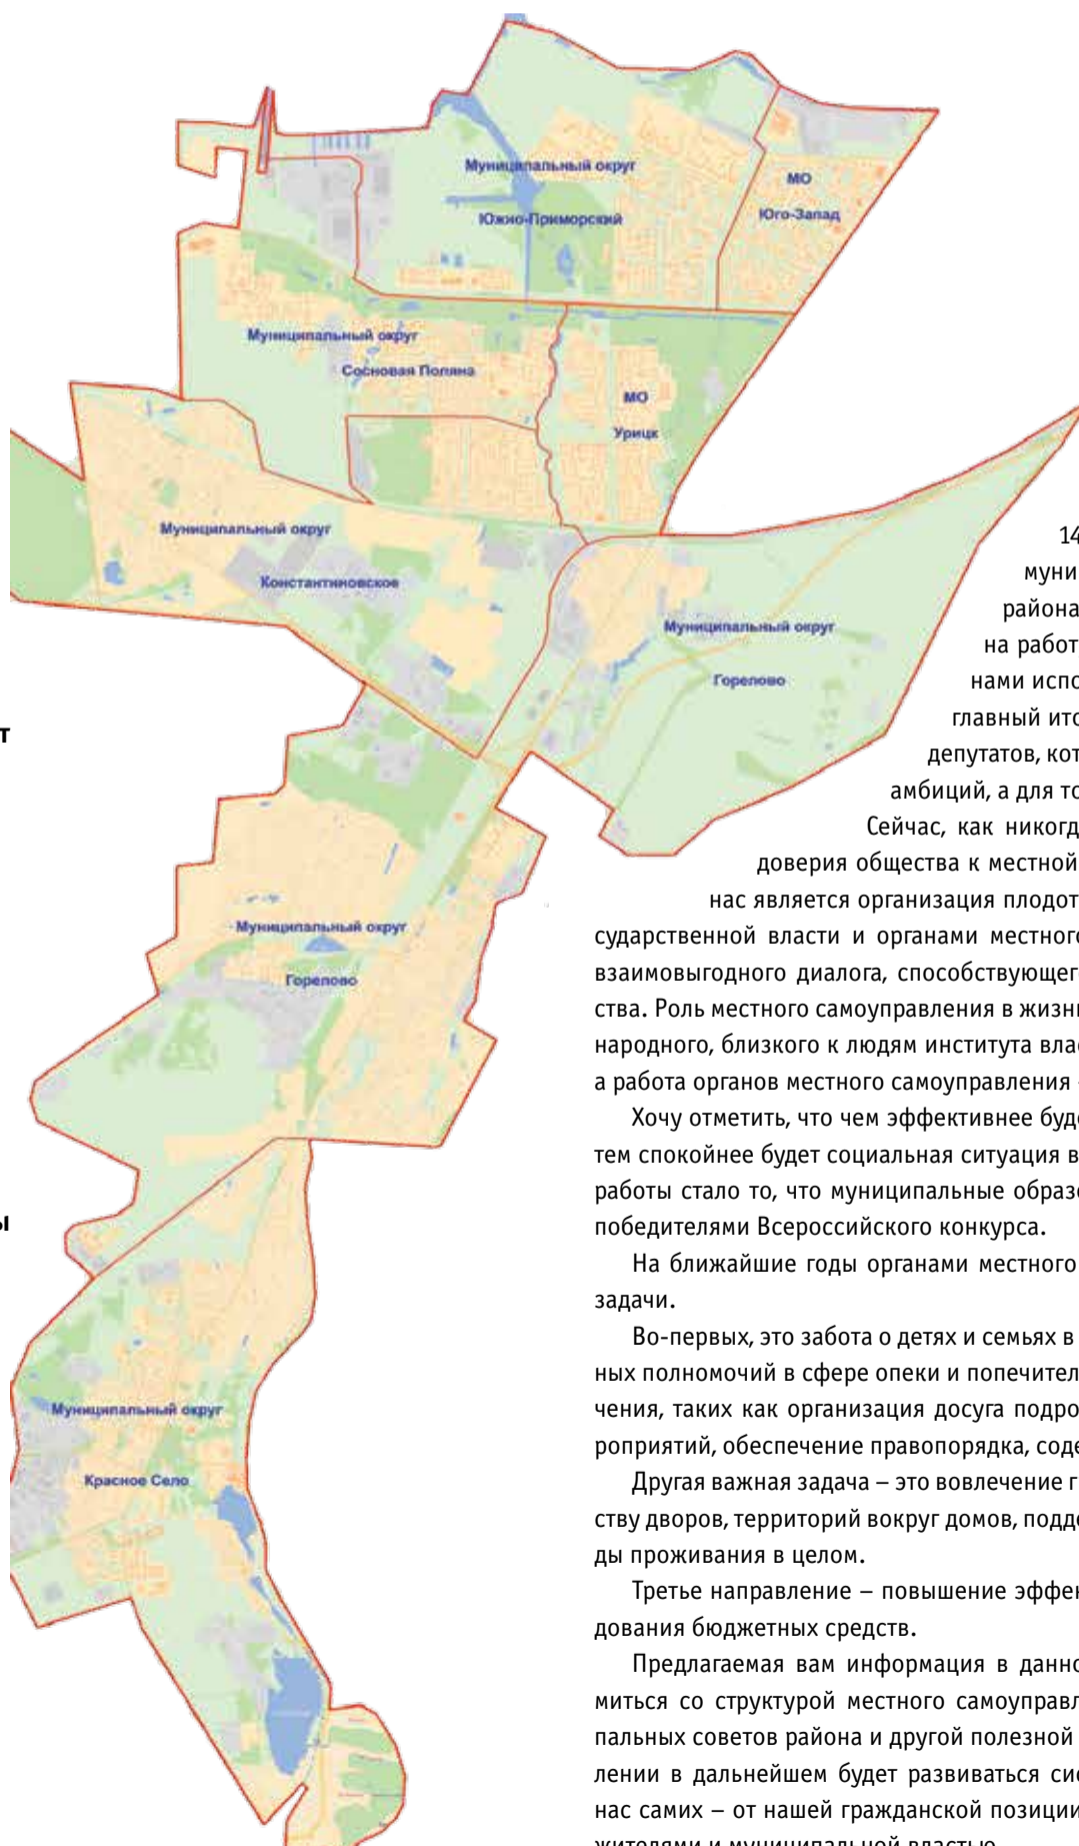 Муниципальный округ
Южно-Приморский
МО
Юго-Запад
Муниципальный округ
Сосновая Поляна
МО
Урицк
Муниципальный округ
Константиновское
Муниципальный округ
Горелово
Муниципальный округ
Горелово
Муниципальный округ
Красное Село
т
ы
14
муни
района
на работ
нами испо
главный ито
депутатов, кот
амбиций, а для то
Сейчас, как никогд
доверия общества к местной
нас является организация плодот
сударственной власти и органами местного
взаимовыгодного диалога, способствующег
ства. Роль местного самоуправления в жизн
народного, близкого к людям института влас
а работа органов местного самоуправления
Хочу отметить, что чем эффективнее буд
тем спокойнее будет социальная ситуация в
работы стало то, что муниципальные образ
победителями Всероссийского конкурса.
На ближайшие годы органами местного
задачи.
Во-первых, это забота о детях и семьях в
ных полномочий в сфере опеки и попечител
чения, таких как организация досуга подро
роприятий, обеспечение правопорядка, соде
Другая важная задача – это вовлечение г
ству дворов, территорий вокруг домов, подде
ды проживания в целом.
Третье направление – повышение эффек
дования бюджетных средств.
Предлагаемая вам информация в данно
миться со структурой местного самоуправл
пальных советов района и другой полезной
лении в дальнейшем будет развиваться сис
нас самих – от нашей гражданской позиции
жителями и муниципальной властью